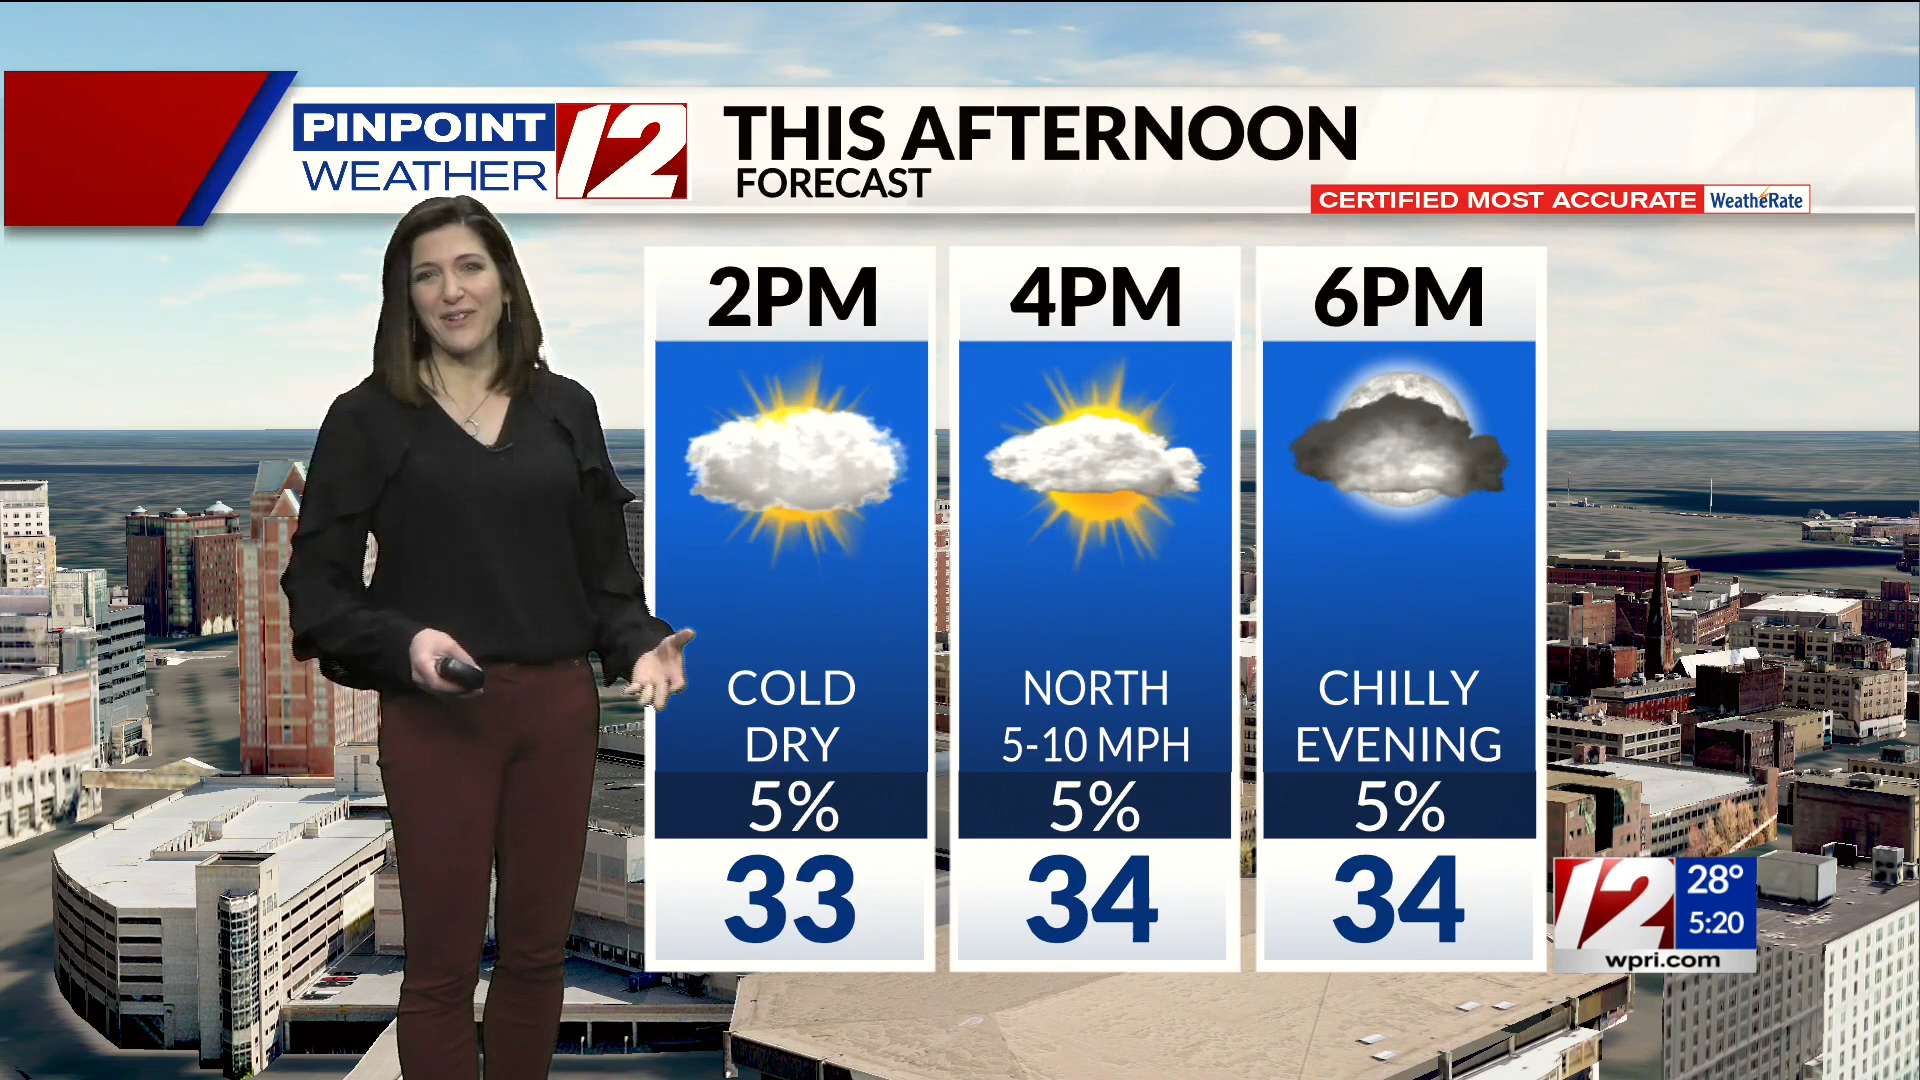 PINPOINT
WEATHER
12
THIS AFTERNOON
FORECAST
CERTIFIED MOST ACCURATE WeatheRate
2PM
COLD
DRY
5%
33
4PM
NORTH
5-10 MPH
5%
34
6PM
CHILLY
EVENING
5%
34
12
28°
5:20
wpri.com